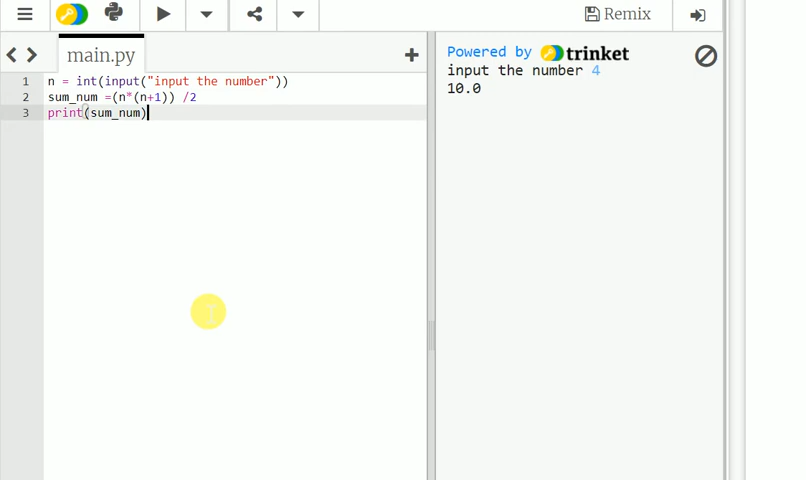 Remix
main.py
1 n = int(input("input the number"))
2 sum_num =(n*(n+1)) /2
3 print(sum_num)
Powered by trinket
input the number 4
10.0